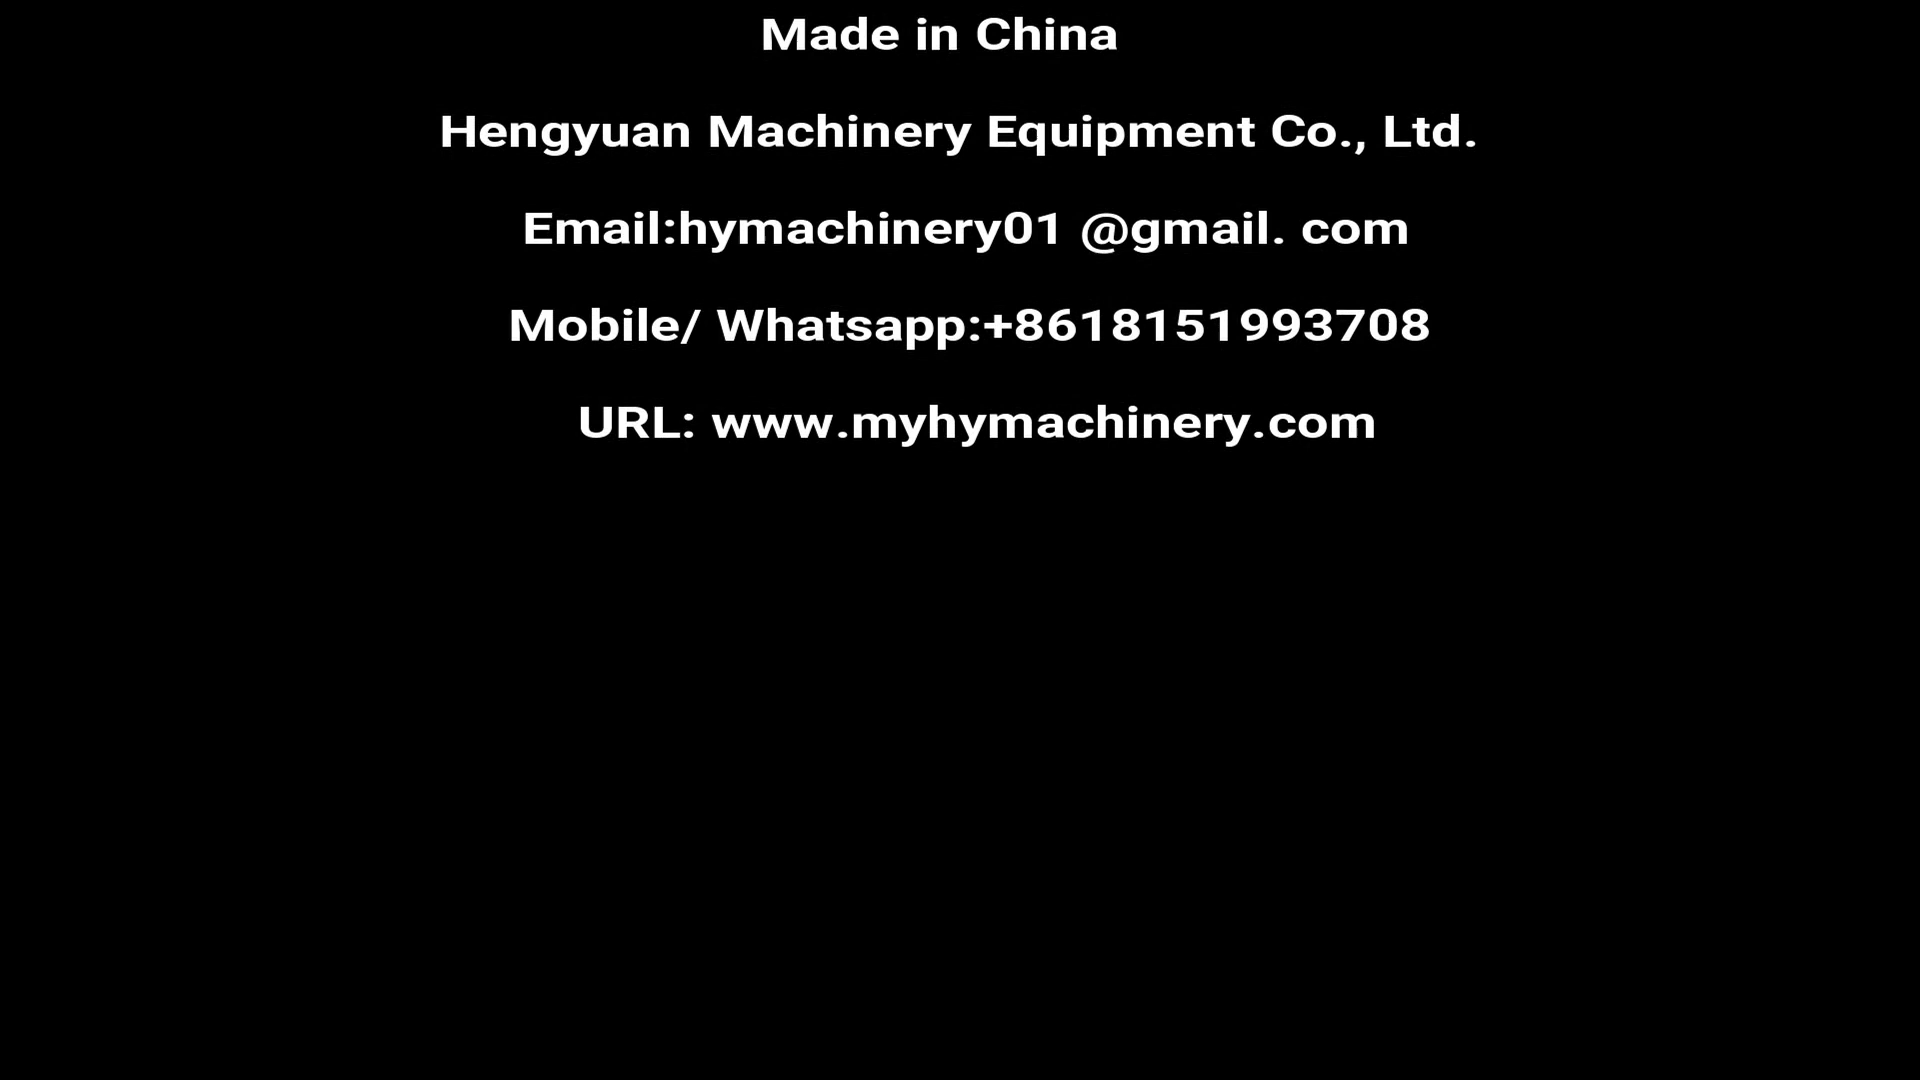 Made in China
Hengyuan Machinery Equipment Co., Ltd.
Email:hymachinery01 @gmail. com
Mobile/ Whatsapp:+8618151993708
URL: www.myhymachinery.com